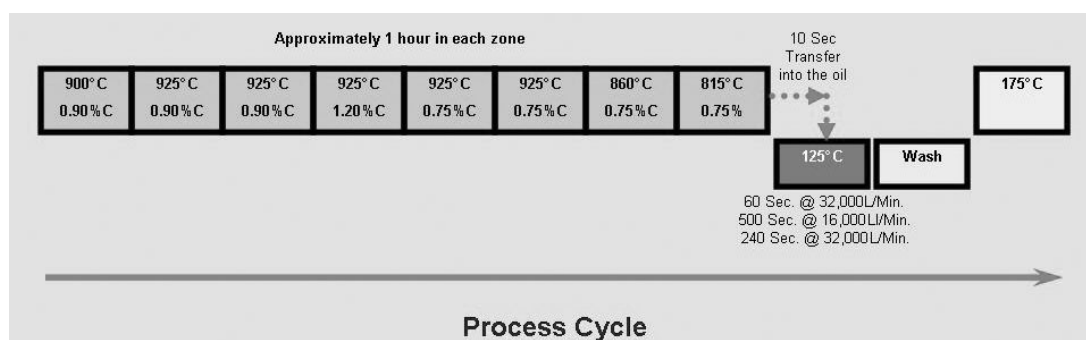 Approximately 1 hour in each zone
10 Sec
Transfer
into the oil
900°C 925°C 925°C 925°C 925°C 925°C 860°C 815°C 175°C
0.90%C 0.90%C 0.90%C 1.20%C 0.75%C 0.75%C 0.75%C 0.75%
125°C Wash
60 Sec. @ 32,000L/Min.
500 Sec. @ 16,000Ll/Min.
240 Sec. @ 32,000L/Min.
Process Cycle